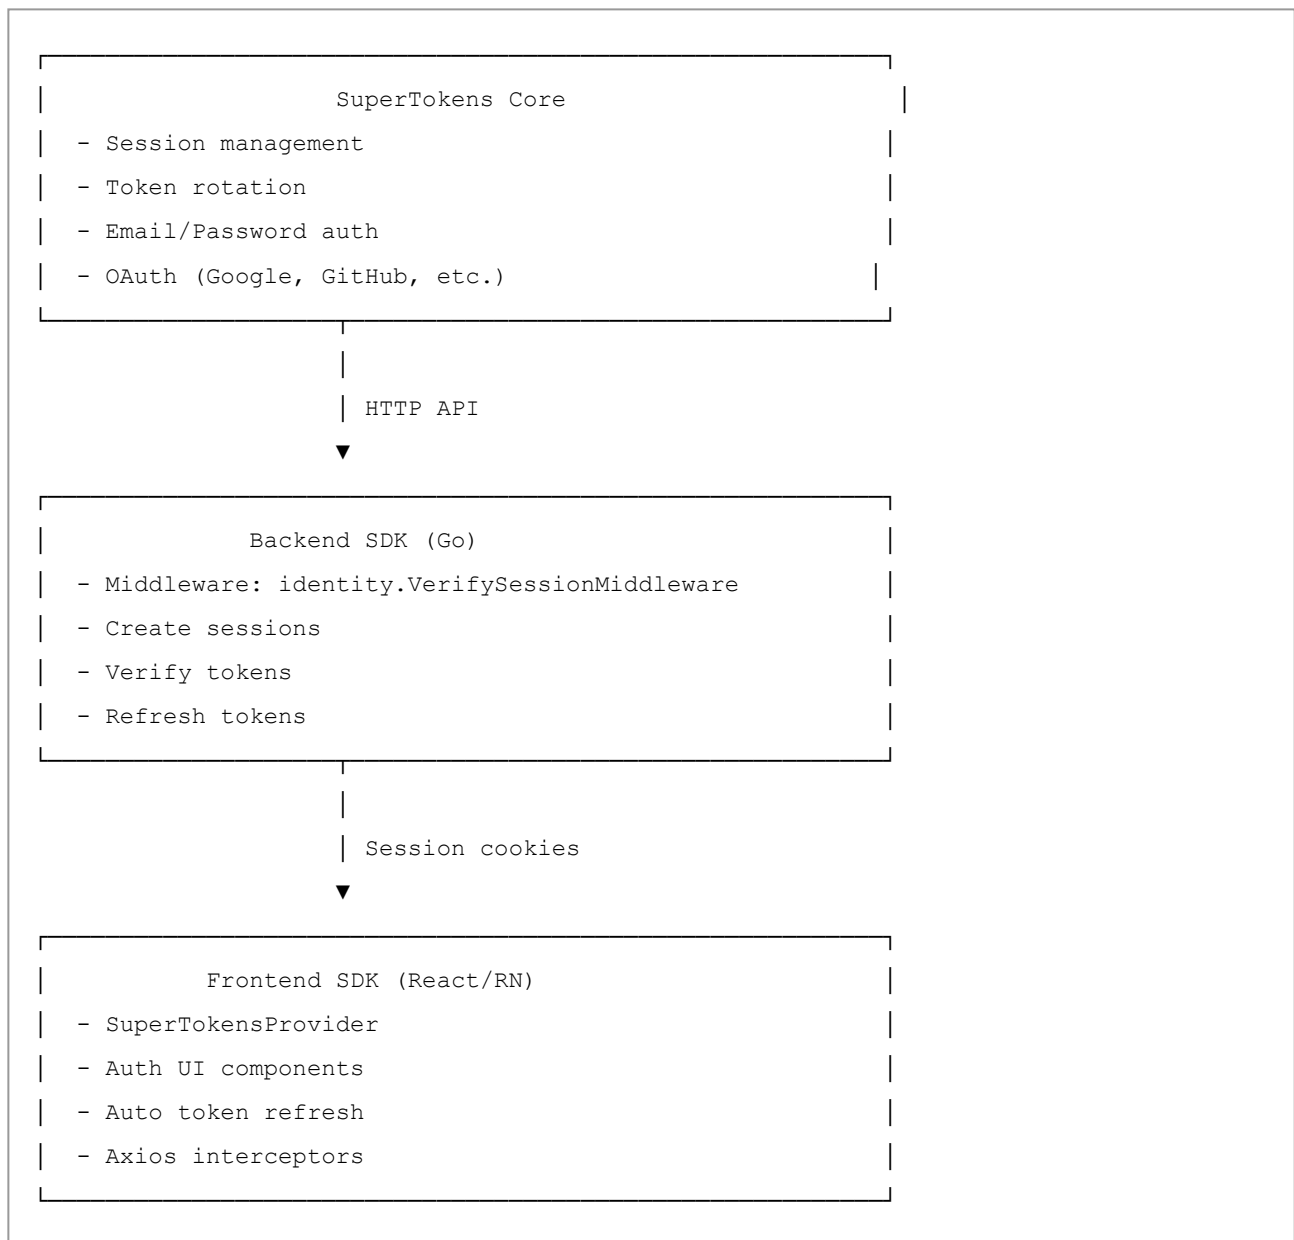 SuperTokens Core
- Session management
- Token rotation
- Email/Password auth
- OAuth (Google, GitHub, etc.)
HTTP API
Backend SDK (Go)
- Middleware: identity.VerifySessionMiddleware
- Create sessions
- Verify tokens
- Refresh tokens
Session cookies
Frontend SDK (React/RN)
- SuperTokensProvider
- Auth UI components
- Auto token refresh
- Axios interceptors